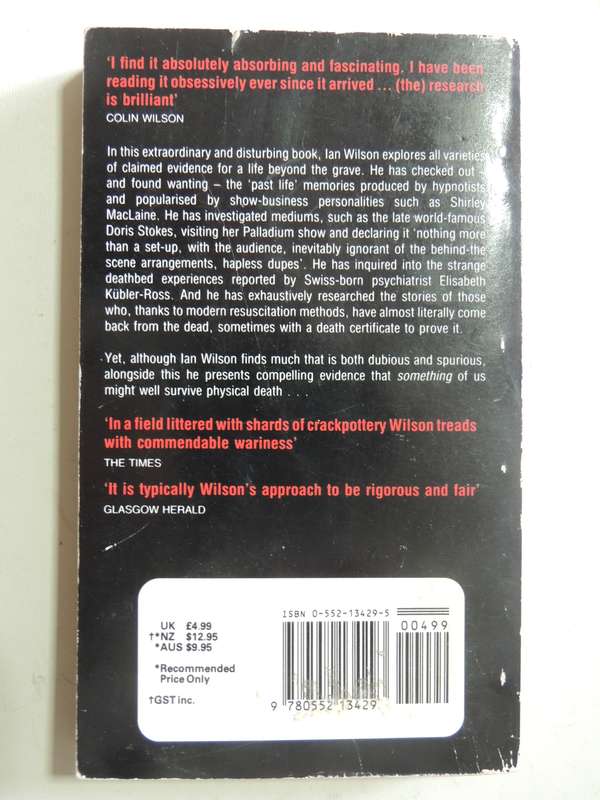 ‘I find it absolutely absorbing and fascinating. I have been
reading it obsessively ever since it arrived ... (the) research
is brilliant’
COLIN WILSON
In this extraordinary and disturbing book, Ian Wilson explores all varieties
of claimed evidence for a life beyond the grave. He has checked out –
and found wanting – the ‘past life’ memories produced by hypnotists
and popularised by show-business personalities such as Shirley
MacLaine. He has investigated mediums, such as the late world-famous
Doris Stokes, visiting her Palladium show and declaring it ‘nothing more
than a set-up, with the audience, inevitably ignorant of the behind-the
scene arrangements, hapless dupes’. He has inquired into the strange
deathbed experiences reported by Swiss-born psychiatrist Elisabeth
Kübler-Ross. And he has exhaustively researched the stories of those
who, thanks to modern resuscitation methods, have almost literally come
back from the dead, sometimes with a death certificate to prove it.
Yet, although Ian Wilson finds much that is both dubious and spurious,
alongside this he presents compelling evidence that something of us
might well survive physical death . . .
‘In a field littered with shards of crackpottery Wilson treads
with commendable wariness’
THE TIMES
‘It is typically Wilson’s approach to be rigorous and fair’
GLASGOW HERALD
UK £4.99
†*NZ $12.95
*AUS $9.95
*Recommended
Price Only
†GST inc.
ISBN 0-552-13429-5
00499
9 780552 13429